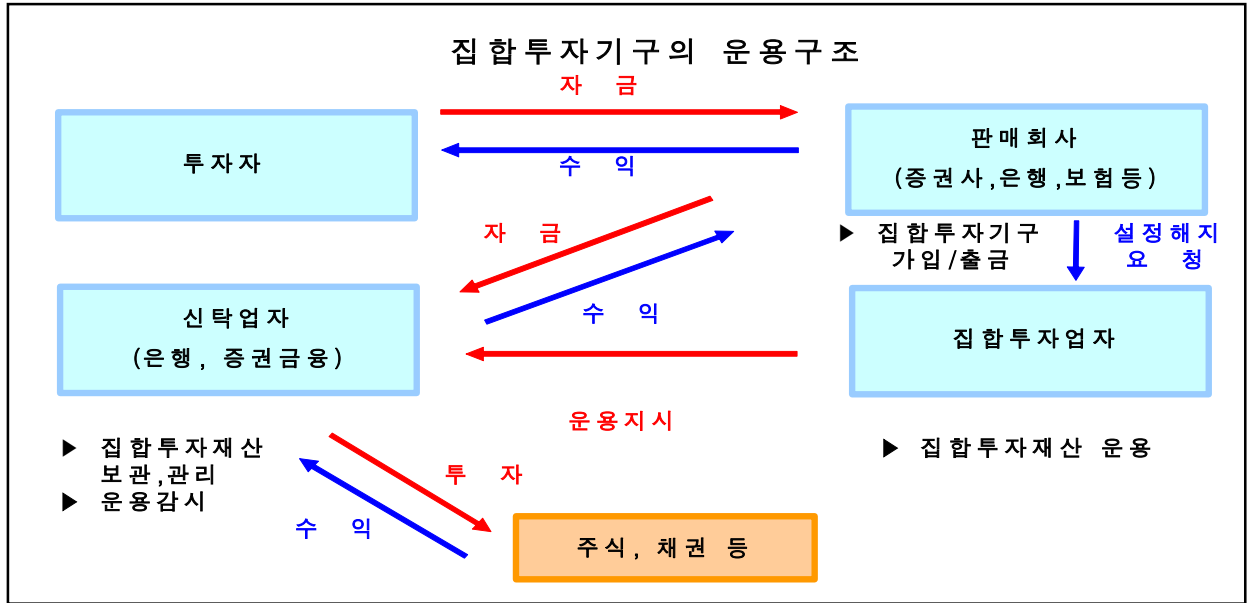 집합투자기구의 운용구조
자 금
투자자
수 익
판매회사
(증권사,은행,보험등)
자 금
▶ 집합투자기구
가입/출금
설정해지
요 청
수 익
신탁업자
(은행, 증권금융)
집합투자업자
운용지시
▶ 집합투자재산
보관,관리
▶ 운용감시
투 자
수 익
▶ 집합투자재산 운용
주식, 채권 등